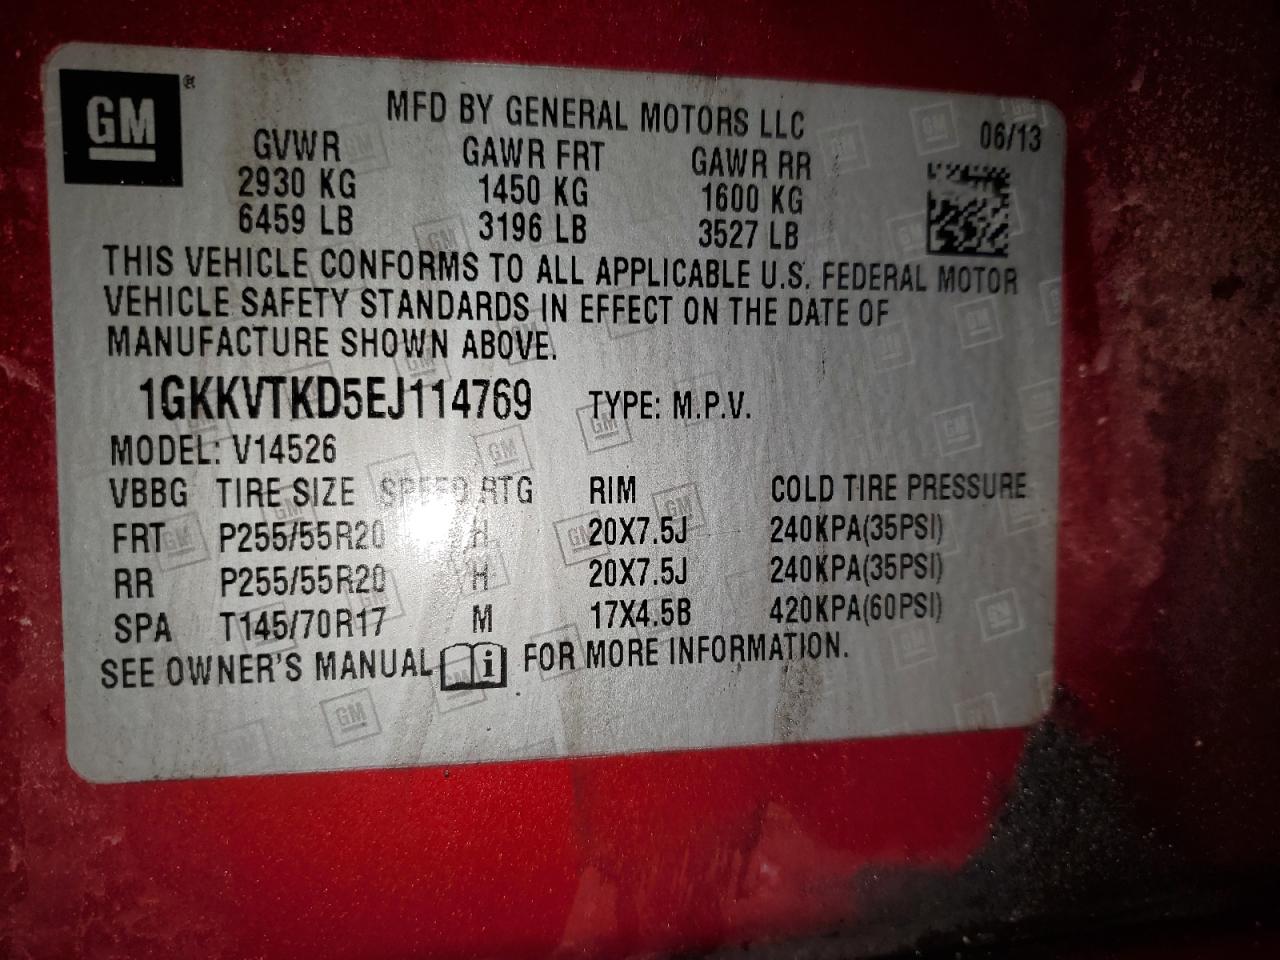 GM®
MFD BY GENERAL MOTORS LLC
06/13
GVWR GAWR FRT GAWR RR
2930 KG 1450 KG 1600 KG
6459 LB 3196 LB 3527 LB
THIS VEHICLE CONFORMS TO ALL APPLICABLE U.S. FEDERAL MOTOR
VEHICLE SAFETY STANDARDS IN EFFECT ON THE DATE OF
MANUFACTURE SHOWN ABOVE.
1GKKVTKD5EJ114769 TYPE: M.P.V.
MODEL: V14526
VBBG TIRE SIZE SPEED RTG RIM COLD TIRE PRESSURE
FRT P255/55R20 H 20X7.5J 240KPA(35PSI)
RR P255/55R20 H 20X7.5J 240KPA(35PSI)
SPA T145/70R17 M 17X4.5B 420KPA(60PSI)
SEE OWNER'S MANUAL i FOR MORE INFORMATION.